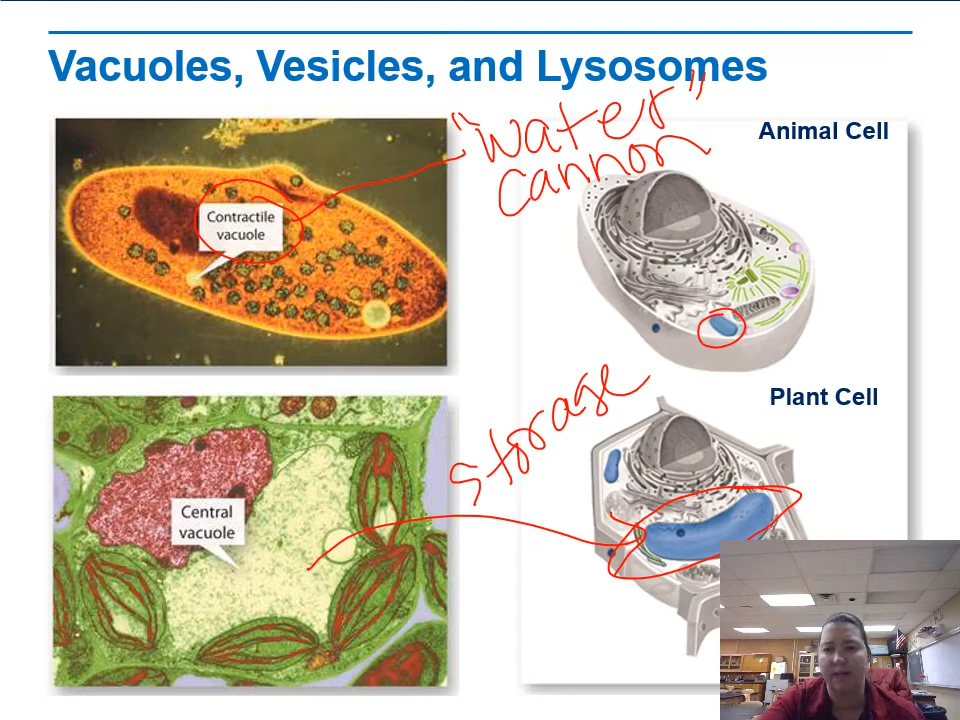 Vacuoles, Vesicles, and Lysosomes
"Water"
cannon
Animal Cell
Contractile
vacuole
Storage
Plant Cell
Central
vacuole